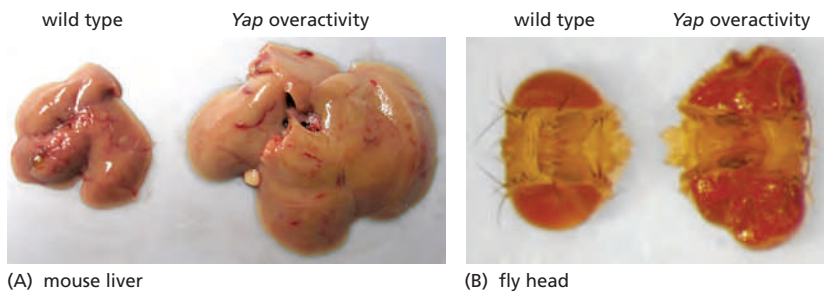 wild type Yap overactivity wild type Yap overactivity
(A) mouse liver (B) fly head